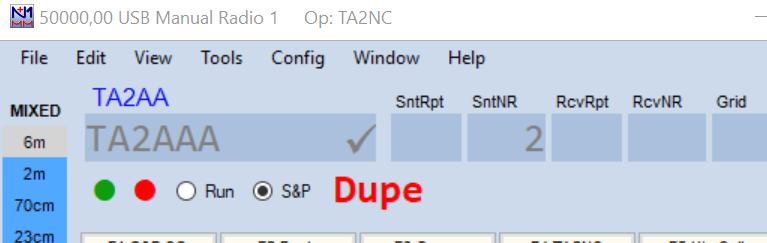 50000,00 USB Manual Radio 1 Op: TA2NC
File Edit View Tools Config Window Help
MIXED TA2AA SntRpt SntNR RcvRpt RcvNR Grid
6m TA2AAA 2
2m
70cm Run S&P Dupe
23cm